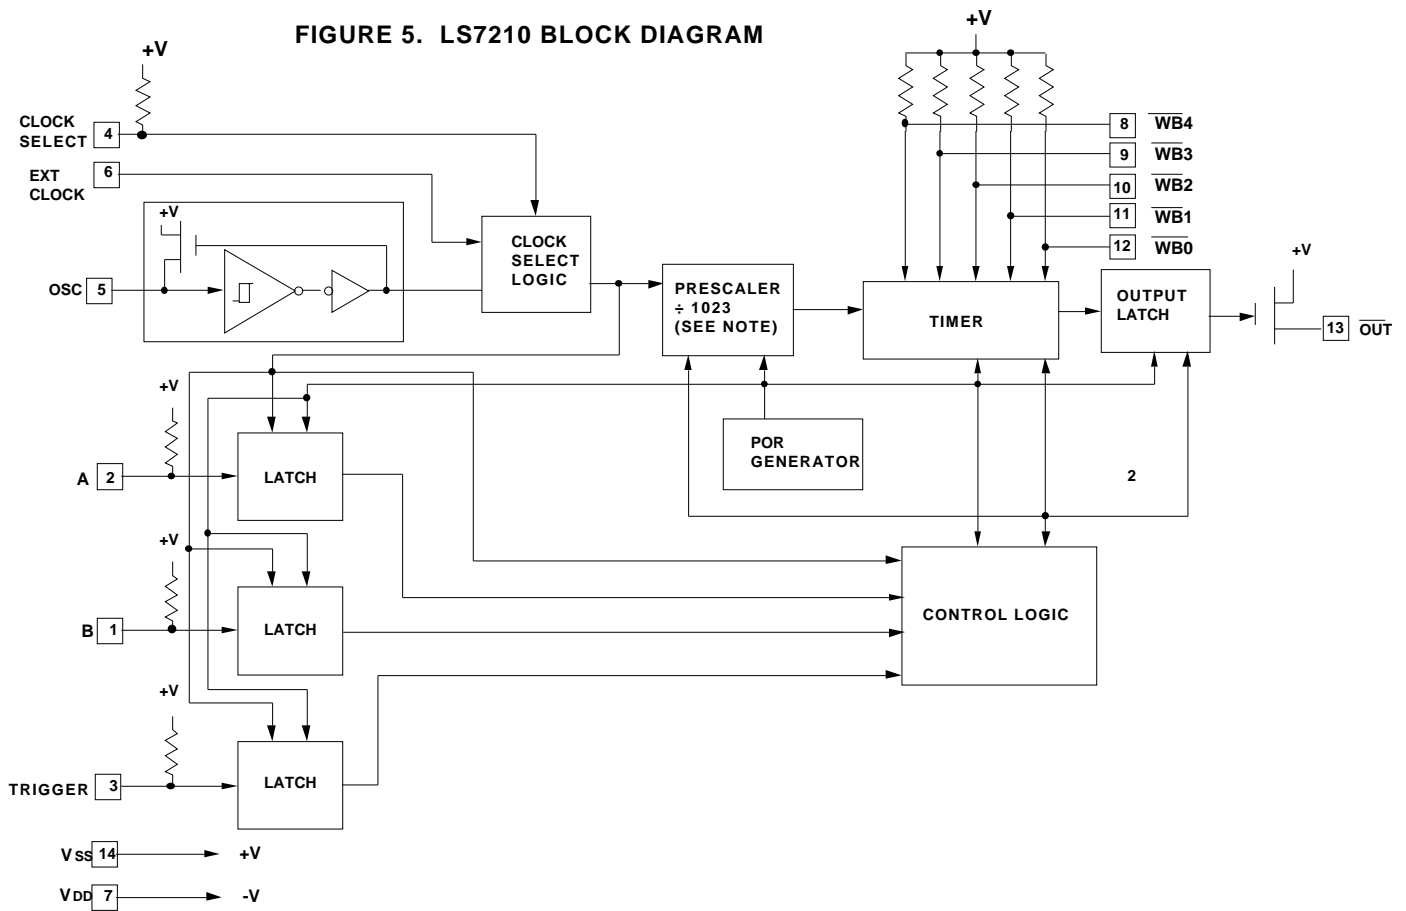 FIGURE 5. LS7210 BLOCK DIAGRAM
+V
+V
CLOCK
SELECT
4
EXT
CLOCK
6
8 WB4
9 WB3
10 WB2
11 WB1
12 WB0
+V
OSC 5
CLOCK
SELECT
LOGIC
PRESCALER
÷ 1023
(SEE NOTE)
TIMER
OUTPUT
LATCH
+V
13 OUT
+V
A 2
LATCH
POR
GENERATOR
2
+V
B 1
LATCH
CONTROL LOGIC
+V
TRIGGER 3
LATCH
VSS 14 +V
VDD 7 -V